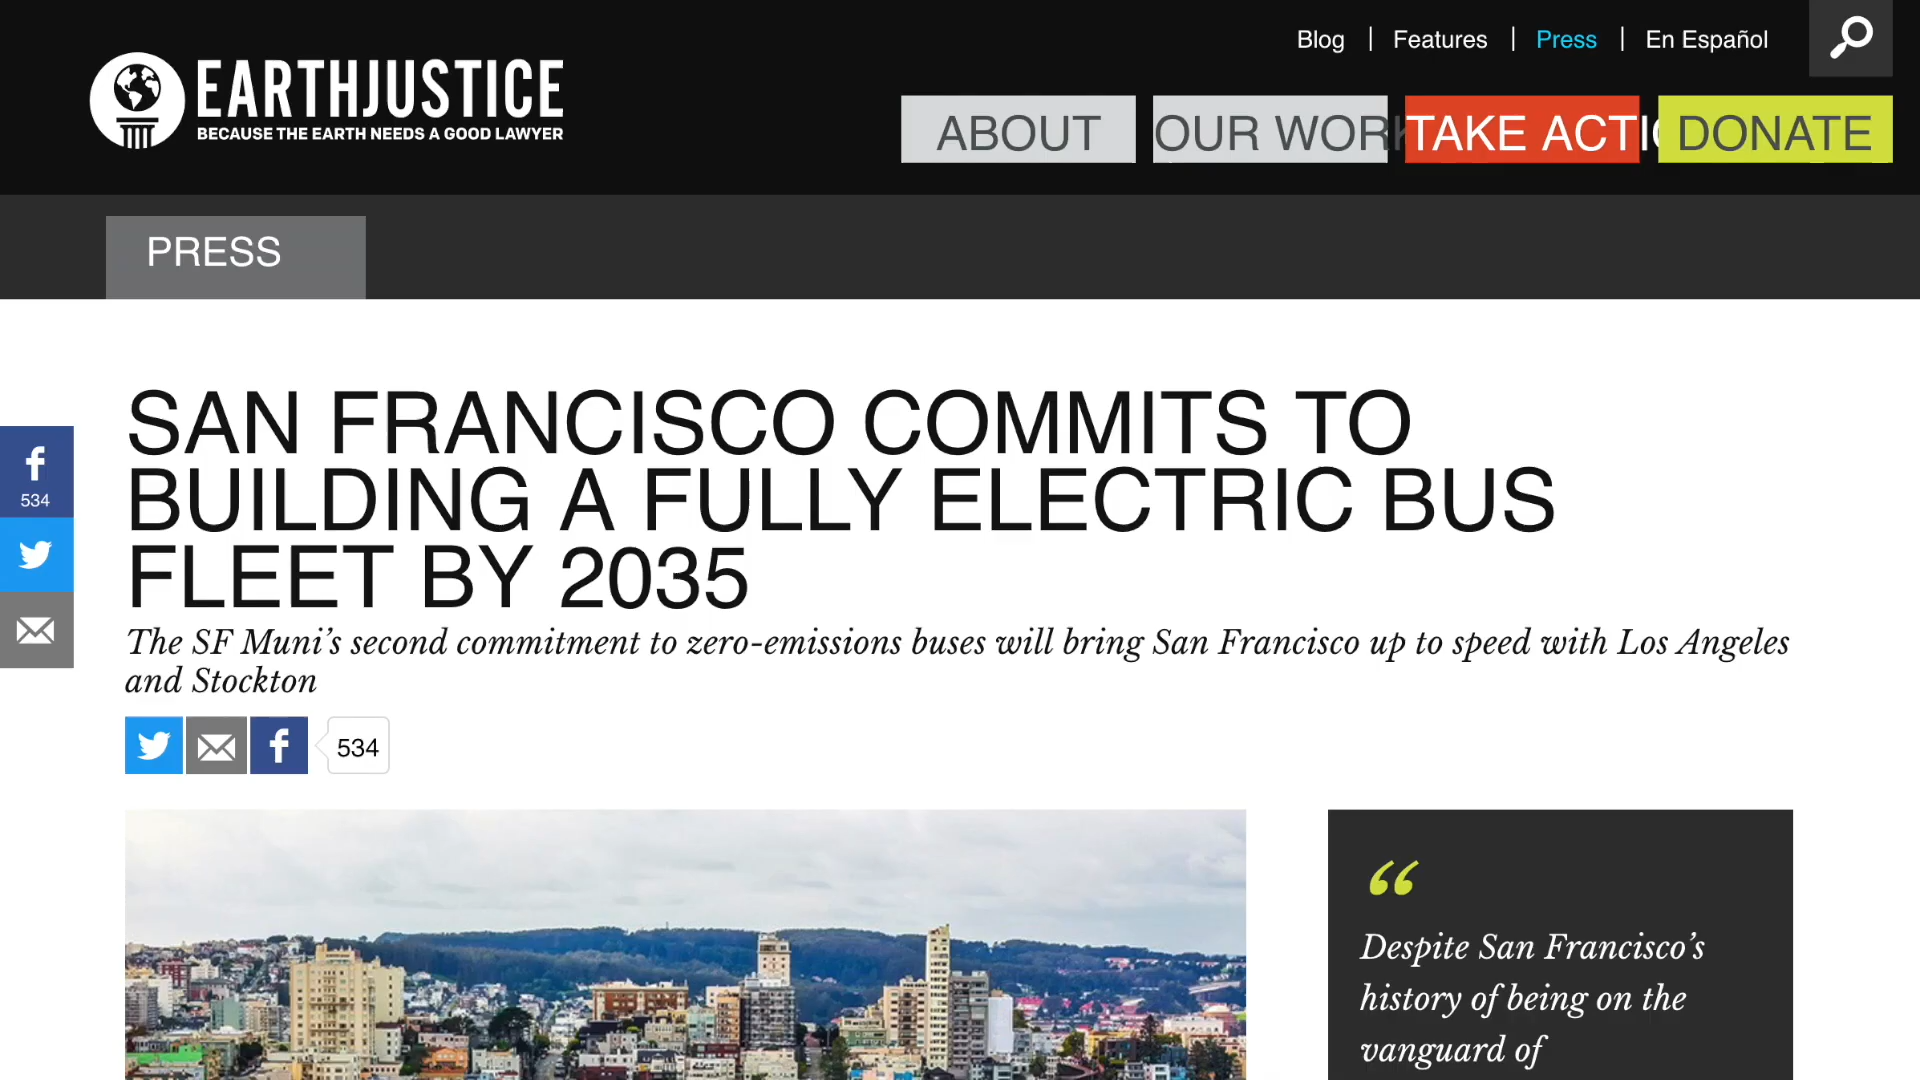 Blog | Features | Press | En Español
EARTHJUSTICE
BECAUSE THE EARTH NEEDS A GOOD LAWYER
ABOUT OUR WORK TAKE ACTI DONATE
PRESS
SAN FRANCISCO COMMITS TO
BUILDING A FULLY ELECTRIC BUS
FLEET BY 2035
534
The SF Muni’s second commitment to zero-emissions buses will bring San Francisco up to speed with Los Angeles
and Stockton
534
“
Despite San Francisco’s
history of being on the
vanguard of